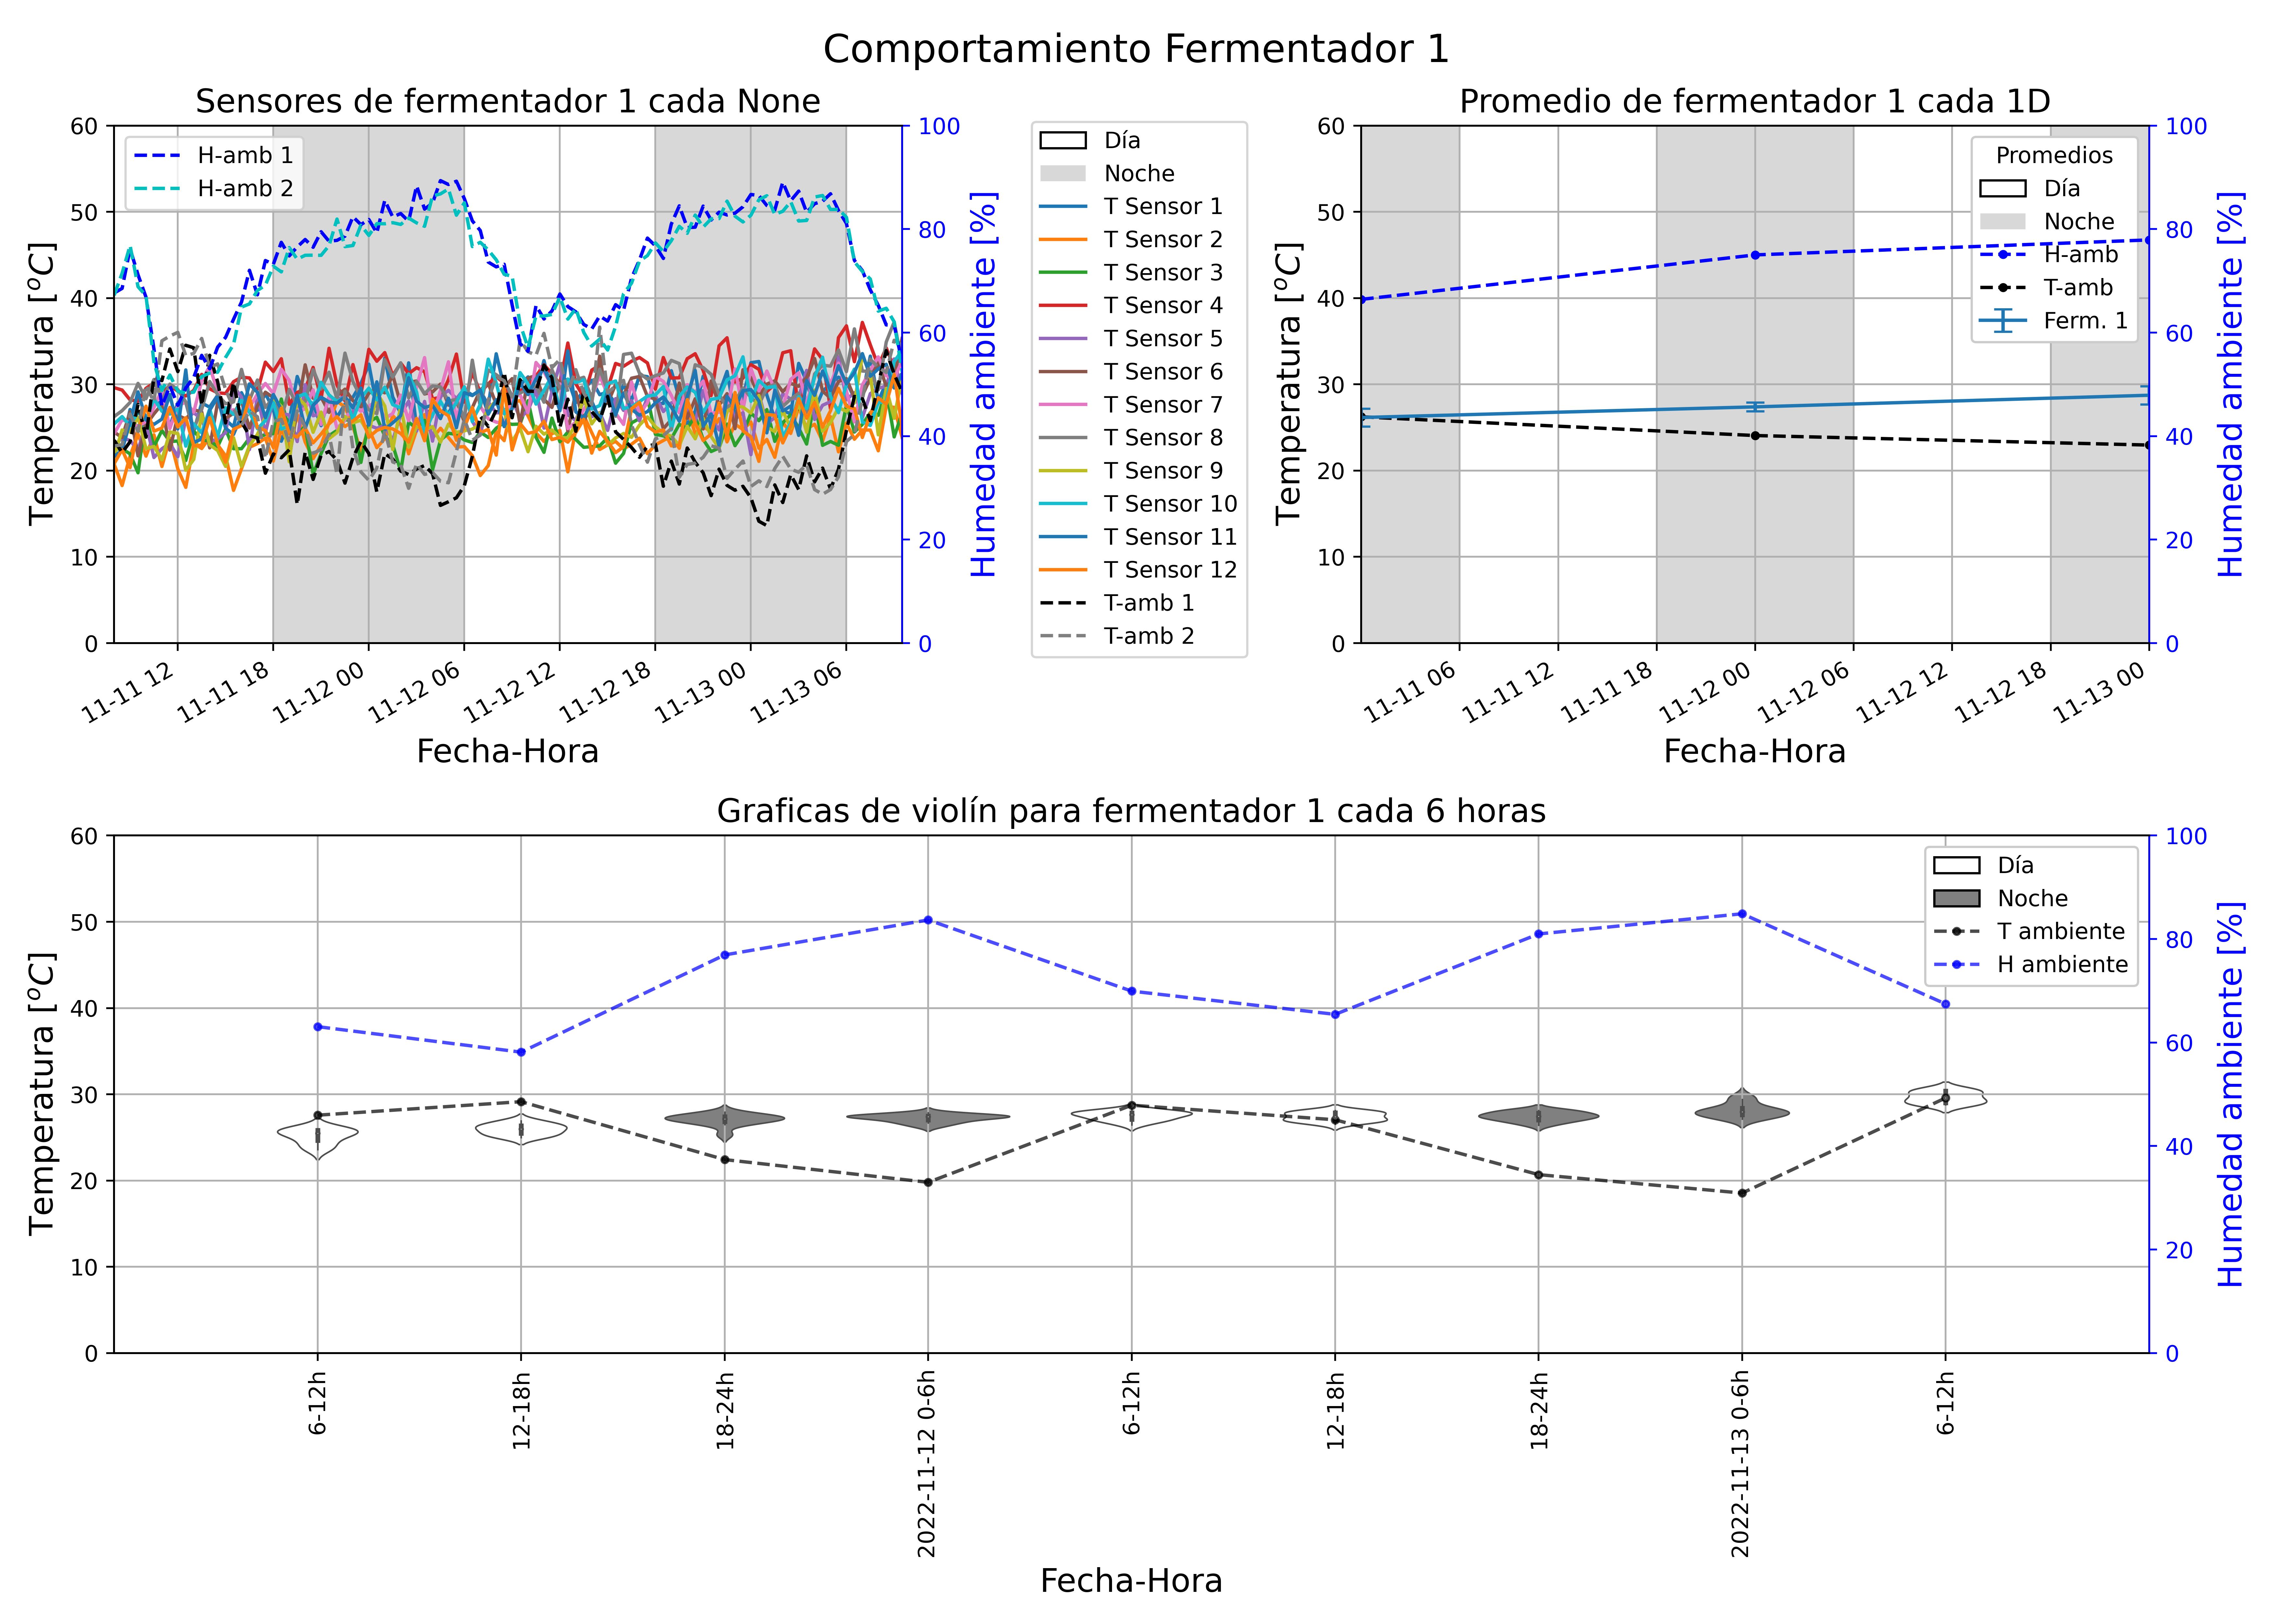 Comportamiento Fermentador 1
Sensores de fermentador 1 cada None
60
50
40
30
20
10
0
Temperatura [°C]
H-amb 1
H-amb 2
100
80
60
40
20
0
Humedad ambiente [%]
11-11 12
11-11 18
11-12 00
11-12 06
11-12 12
11-12 18
11-13 00
11-13 06
Fecha-Hora
Día
Noche
T Sensor 1
T Sensor 2
T Sensor 3
T Sensor 4
T Sensor 5
T Sensor 6
T Sensor 7
T Sensor 8
T Sensor 9
T Sensor 10
T Sensor 11
T Sensor 12
T-amb 1
T-amb 2
Promedio de fermentador 1 cada 1D
60
50
40
30
20
10
0
Temperatura [°C]
Promedios
Día
Noche
H-amb
T-amb
Ferm. 1
100
80
60
40
20
0
Humedad ambiente [%]
11-11 06
11-11 12
11-11 18
11-12 00
11-12 06
11-12 12
11-12 18
11-13 00
Fecha-Hora
Graficas de violín para fermentador 1 cada 6 horas
60
50
40
30
20
10
0
Temperatura [°C]
Día
Noche
T ambiente
H ambiente
100
80
60
40
20
0
Humedad ambiente [%]
6-12h
12-18h
18-24h
2022-11-12 0-6h
6-12h
12-18h
18-24h
2022-11-13 0-6h
6-12h
Fecha-Hora